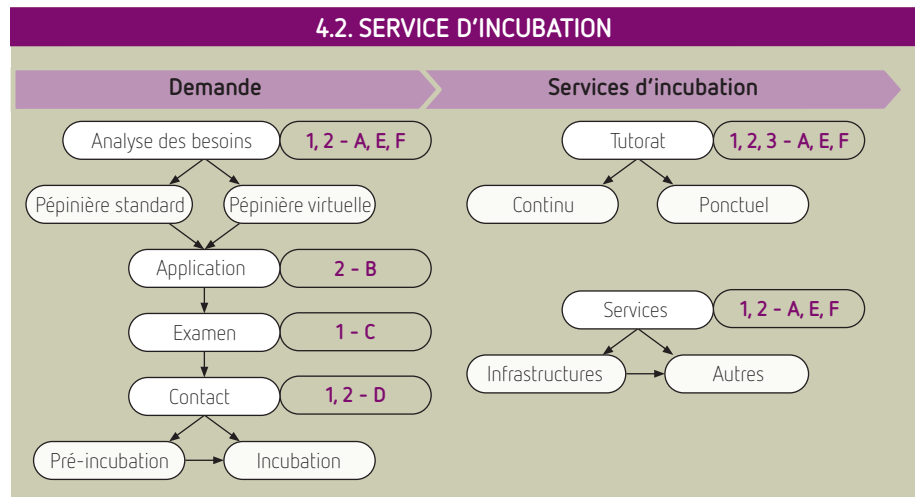 4.2. SERVICE D'INCUBATION
Demande
Services d'incubation
Analyse des besoins
1, 2 - A, E, F
Pépinière standard
Pépinière virtuelle
Application
2 - B
Examen
1 - C
Contact
1, 2 - D
Pré-incubation
Incubation
Tutorat
1, 2, 3 - A, E, F
Continu
Ponctuel
Services
1, 2 - A, E, F
Infrastructures
Autres